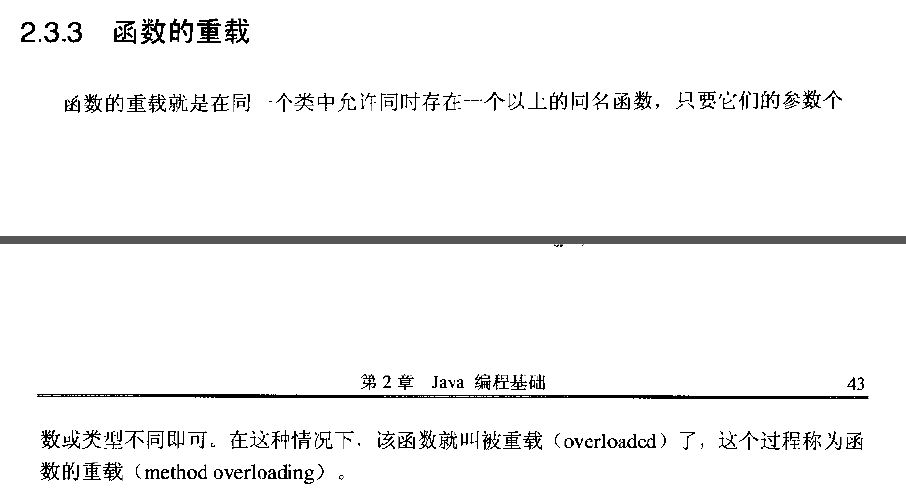 2.3.3 函数的重载
函数的重载就是在同一个类中允许同时存在一个以上的同名函数，只要它们的参数个
第 2 章 Java 编程基础 43
数或类型不同即可。在这种情况下，该函数就叫被重载（overloaded）了，这个过程称为函
数的重载（method overloading）。